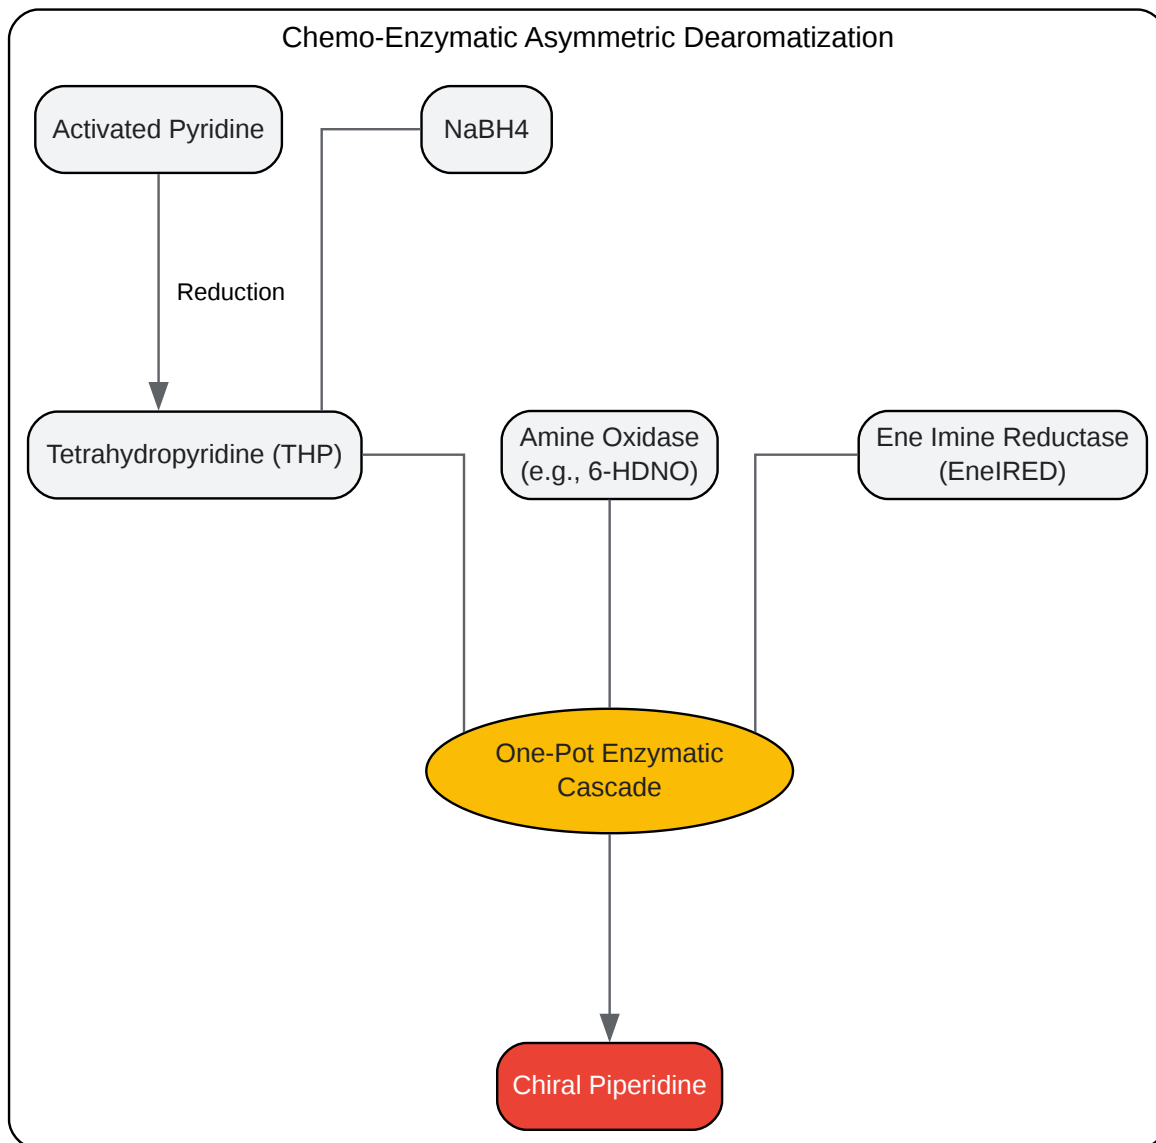 Chemo-Enzymatic Asymmetric Dearomatization
Activated Pyridine
NaBH4
Reduction
Tetrahydropyridine (THP)
Amine Oxidase
(e.g., 6-HDNO)
Ene Imine Reductase
(EneIRED)
One-Pot Enzymatic
Cascade
Chiral Piperidine